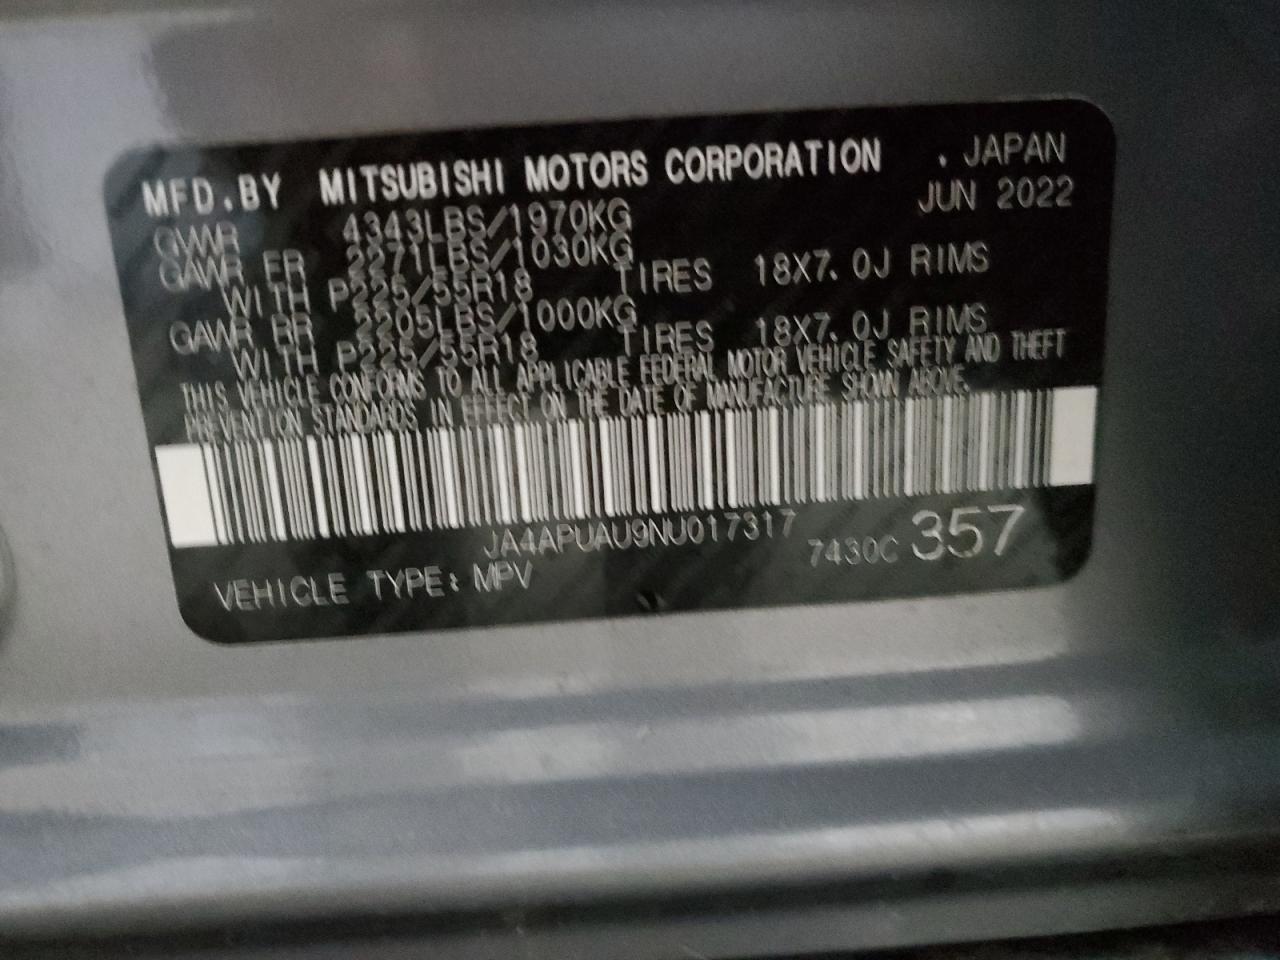 MFD.BY MITSUBISHI MOTORS CORPORATION . JAPAN
JUN 2022
GVWR 4343LBS/1970KG
GAWR FR 2271LBS/1030KG
WITH P225/55R18 TIRES 18X7.0J RIMS
GAWR RR 2205LBS/1000KG
WITH P225/55R18 TIRES 18X7.0J RIMS
THIS VEHICLE CONFORMS TO ALL APPLICABLE FEDERAL MOTOR VEHICLE SAFETY AND THEFT
PREVENTION STANDARDS IN EFFECT ON THE DATE OF MANUFACTURE SHOWN ABOVE.
JA4APUAU9NU017317
7430C 357
VEHICLE TYPE: MPV